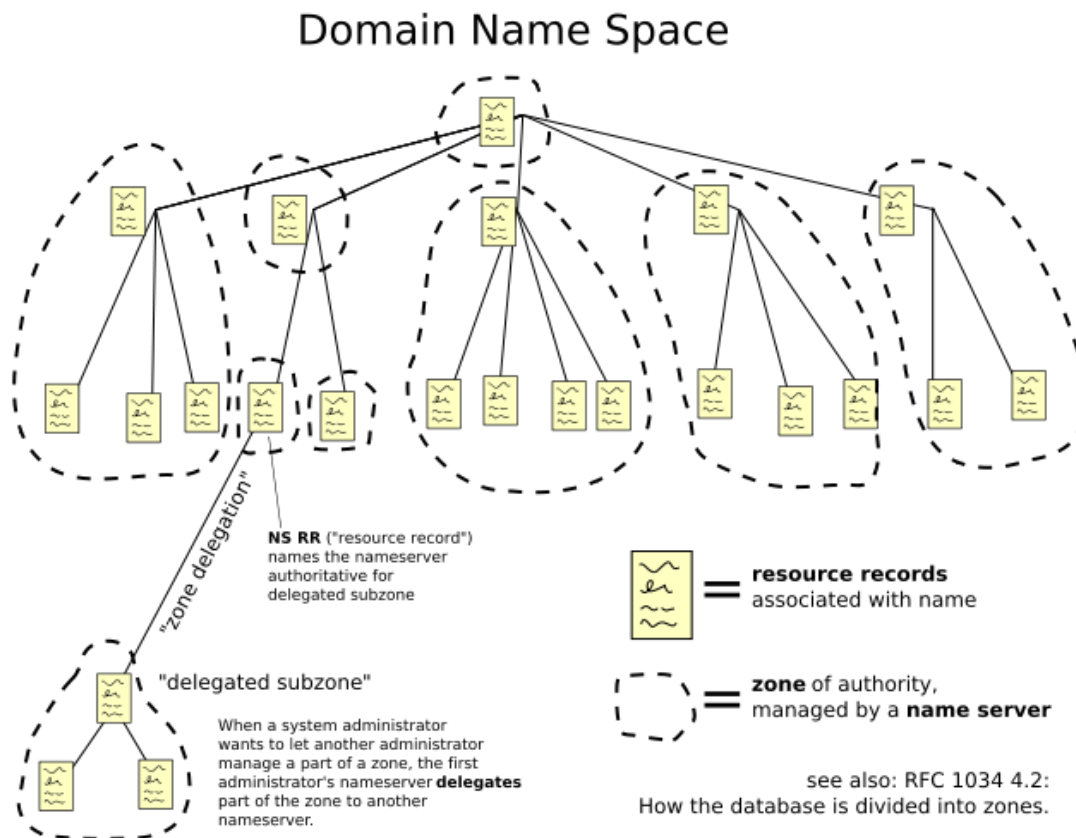 Domain Name Space
"zone delegation"
NS RR ("resource record")
names the nameserver
authoritative for
delegated subzone
resource records
associated with name
"delegated subzone"
When a system administrator
wants to let another administrator
manage a part of a zone, the first
administrator's nameserver delegates
part of the zone to another
nameserver.
zone of authority,
managed by a name server
see also: RFC 1034 4.2:
How the database is divided into zones.